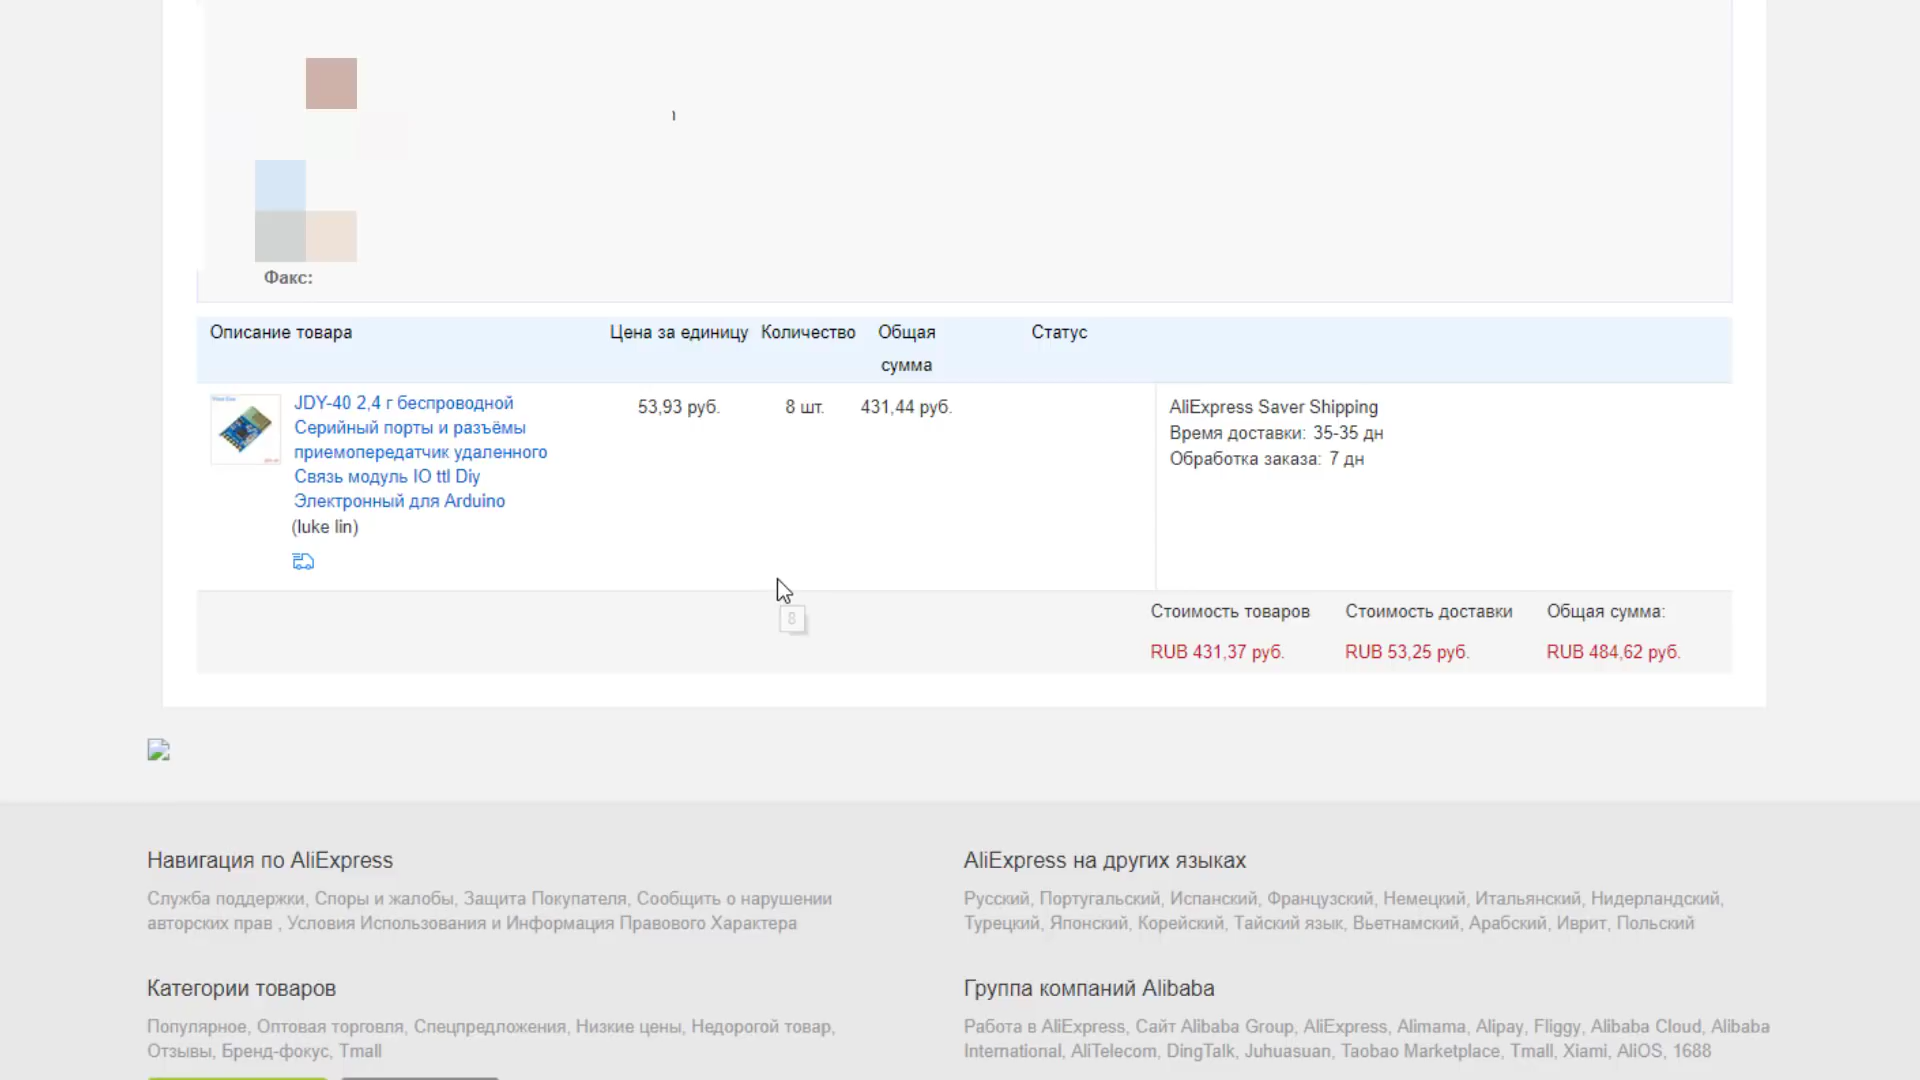 Факс:
Описание товара
Цена за единицу
Количество
Общая
сумма
Статус
JDY-40 2,4 г беспроводной
Серийный порты и разъёмы
приемопередатчик удаленного
Связь модуль IO ttl Diy
Электронный для Arduino
(luke lin)
53,93 руб.
8 шт.
431,44 руб.
AliExpress Saver Shipping
Время доставки: 35-35 дн
Обработка заказа: 7 дн
8
Стоимость товаров
Стоимость доставки
Общая сумма:
RUB 431,37 руб.
RUB 53,25 руб.
RUB 484,62 руб.
Навигация по AliExpress
Служба поддержки, Споры и жалобы, Защита Покупателя, Сообщить о нарушении
авторских прав , Условия Использования и Информация Правового Характера
AliExpress на других языках
Русский, Португальский, Испанский, Французский, Немецкий, Итальянский, Нидерландский,
Турецкий, Японский, Корейский, Тайский язык, Вьетнамский, Арабский, Иврит, Польский
Категории товаров
Популярное, Оптовая торговля, Спецпредложения, Низкие цены, Недорогой товар,
Отзывы, Бренд-фокус, Tmall
Группа компаний Alibaba
Работа в AliExpress, Сайт Alibaba Group, AliExpress, Alimama, Alipay, Fliggy, Alibaba Cloud, Alibaba
International, AliTelecom, DingTalk, Juhuasuan, Taobao Marketplace, Tmall, Xiami, AliOS, 1688